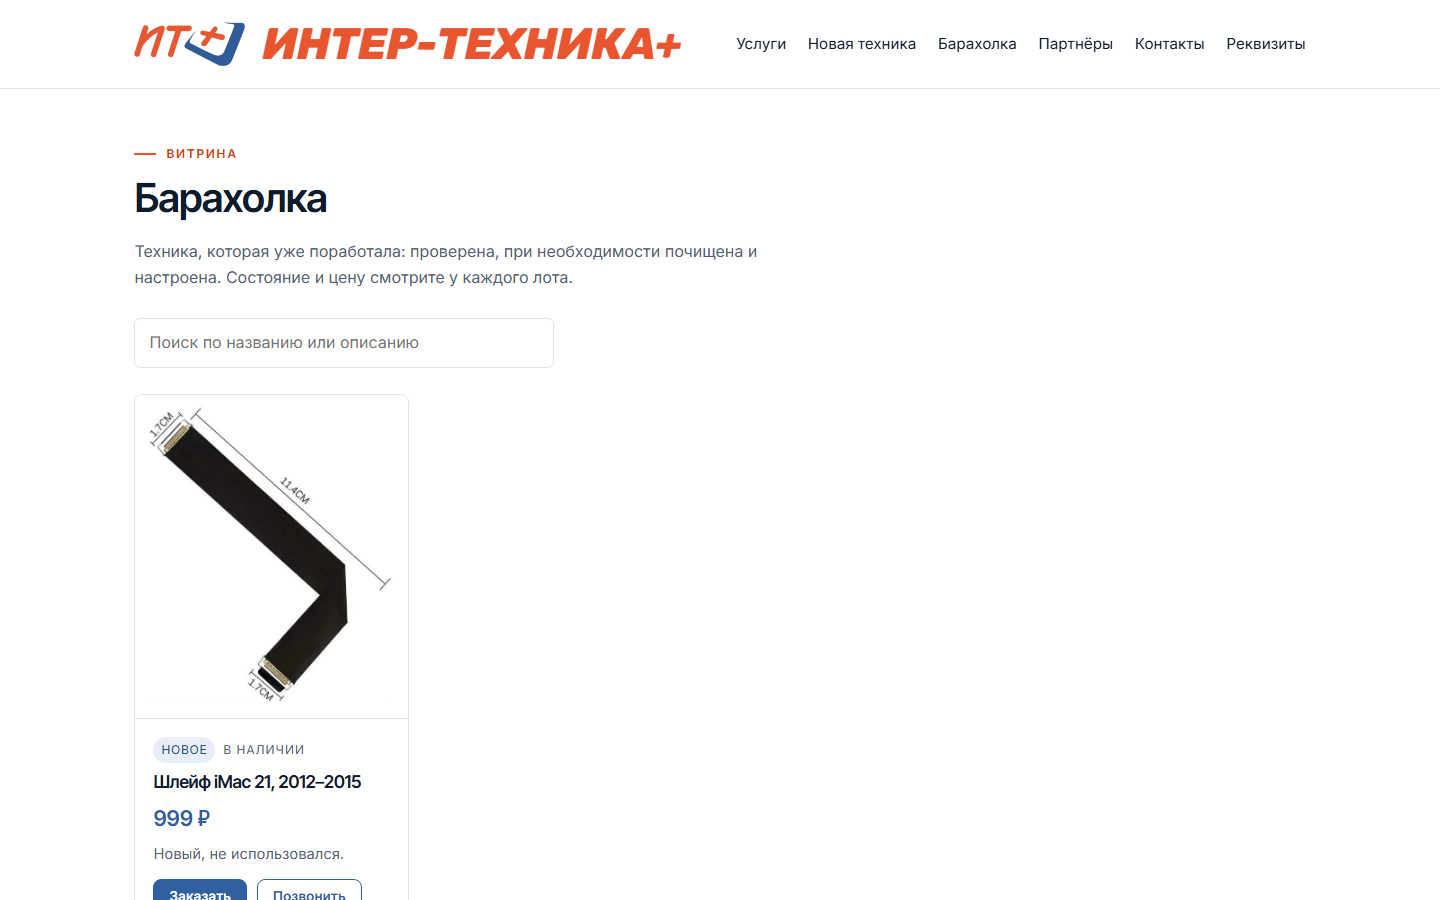 ИТ+ ИНТЕР-ТЕХНИКА+
Услуги Новая техника Барахолка Партнёры Контакты Реквизиты
ВИТРИНА
Барахолка
Техника, которая уже поработала: проверена, при необходимости почищена и
настроена. Состояние и цену смотрите у каждого лота.
Поиск по названию или описанию
1.7CM
11.4CM
1.7CM
НОВОЕ В НАЛИЧИИ
Шлейф iMac 21, 2012–2015
999 ₽
Новый, не использовался.
Заказать Позвонить